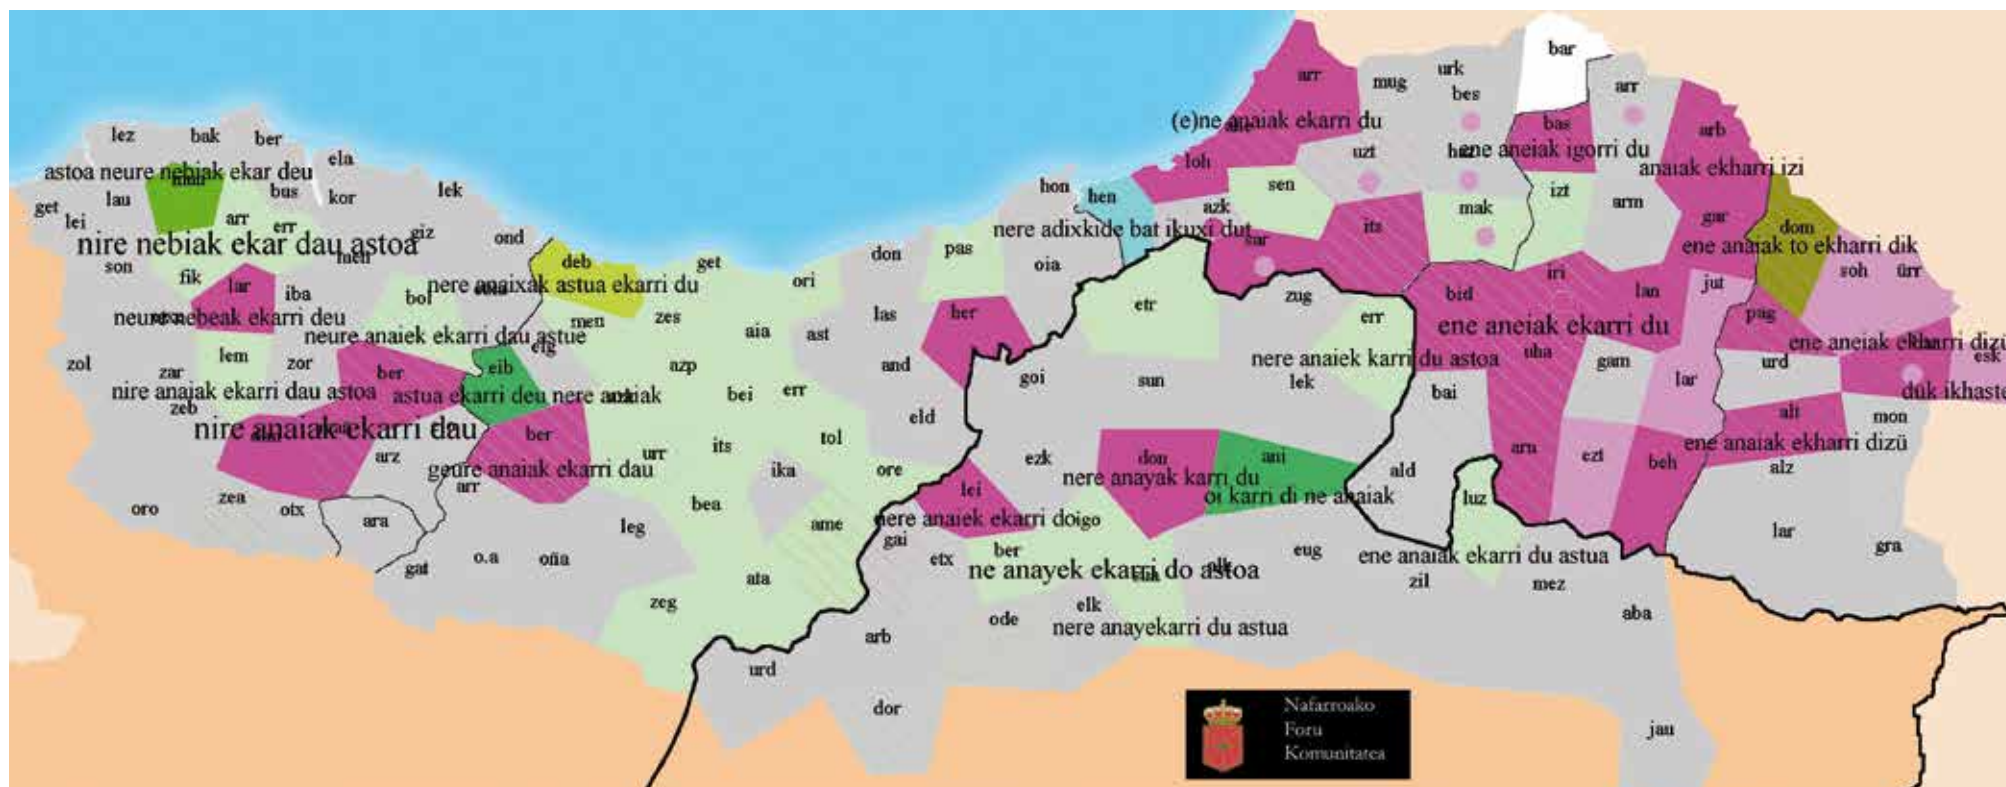 bar
arr mug urk
bes
arr
lez bak ber
(e)ne anaiak ekarri du
bas
arb
ela
loh
uzt
ene aneiak igorri du
astoa neure nebiak ekar deu
anaiak ekharri izi
get lau bus kor lek
hon hen sen izt
lei arr err
azk mak arm gar
nire nebiak ekar dau astoa
giz ond
nere adixkide bat ikuxi dut
sar its dom
ene anaiak to ekharri dik
son fik
deb get don pas oia
soh ürr
lar iba bol
nere anaixak astua ekarri du
ori
etr zug bid iri lan jut
neure nebeak ekarri deu
men zes
las her err
ene aneiak ekarri du
pag
neure anaiek ekarri dau astue
aia ast
ene aneiak ekharri dizü
zol lem zor
elg
nere anaiek karri du astoa
uha gam
esk
zar ber eib azp and
goi sun lek lar urd
nire anaiak ekarri dau astoa
astua ekarri deu nere anaiak
bei err
bai
duk ikhaste
zeb
eld
alt mon
nire anaiak ekarri dau
ber
its tol
ene anaiak ekharri dizü
arz
geure anaiak ekarri dau
urr ika ore
ezk don ani ald arn ezt beh alz
nere anayak karri du
arr lei
oi karri di ne anaiak
luz
oro zea otx ara
bea ame
nere anaiek ekarri do
igo
leg gai
lar gra
gat o.a oña
etx ber eug
ene anaiak ekarri du astua
ata
ne anayek ekarri do astoa
zil mez
zeg
ode elk
aba
nere anayekarri du astua
arb
urd
dor
jau
Nafarroako
Foru
Komunitatea